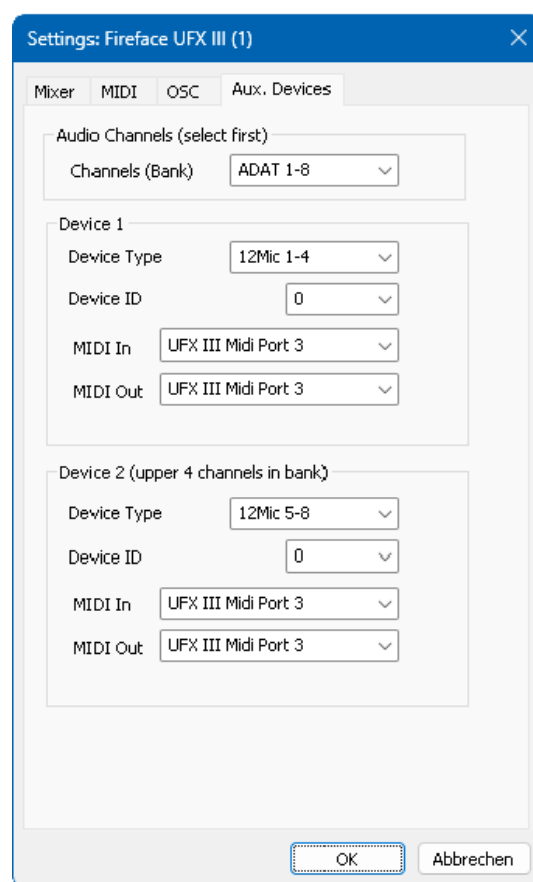 Settings: Fireface UFX III (1)
Mixer MIDI OSC Aux. Devices
Audio Channels (select first)
Channels (Bank) ADAT 1-8
Device 1
Device Type 12Mic 1-4
Device ID 0
MIDI In UFX III Midi Port 3
MIDI Out UFX III Midi Port 3
Device 2 (upper 4 channels in bank)
Device Type 12Mic 5-8
Device ID 0
MIDI In UFX III Midi Port 3
MIDI Out UFX III Midi Port 3
OK Abbrechen